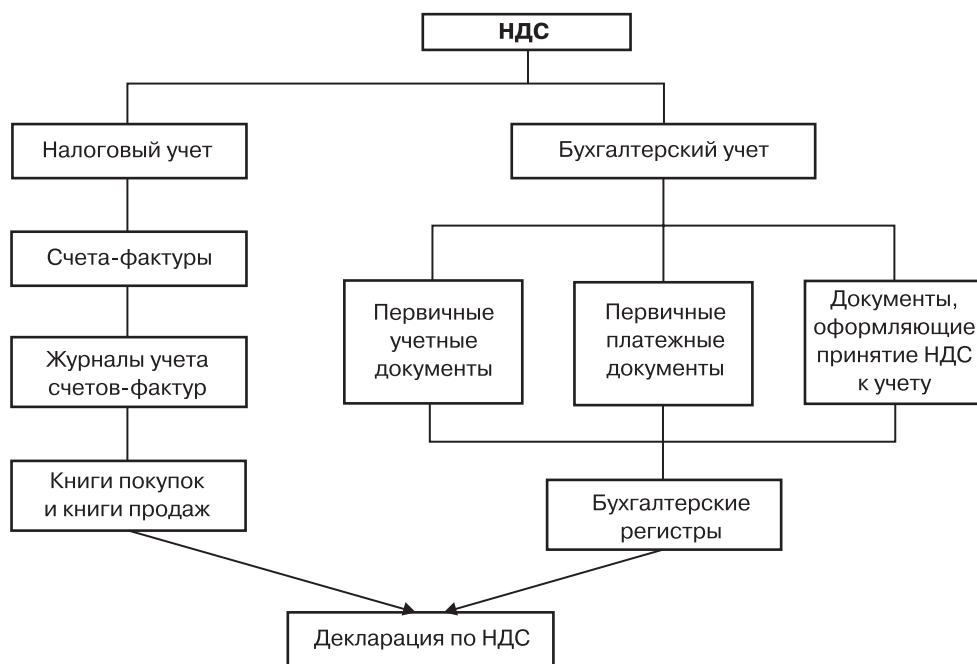 НДС
Налоговый учет
Бухгалтерский учет
Счета-фактуры
Первичные
учетные
документы
Первичные
платежные
документы
Документы,
оформляющие
принятие НДС
к учету
Журналы учета
счетов-фактур
Книги покупок
и книги продаж
Бухгалтерские
регистры
Декларация по НДС